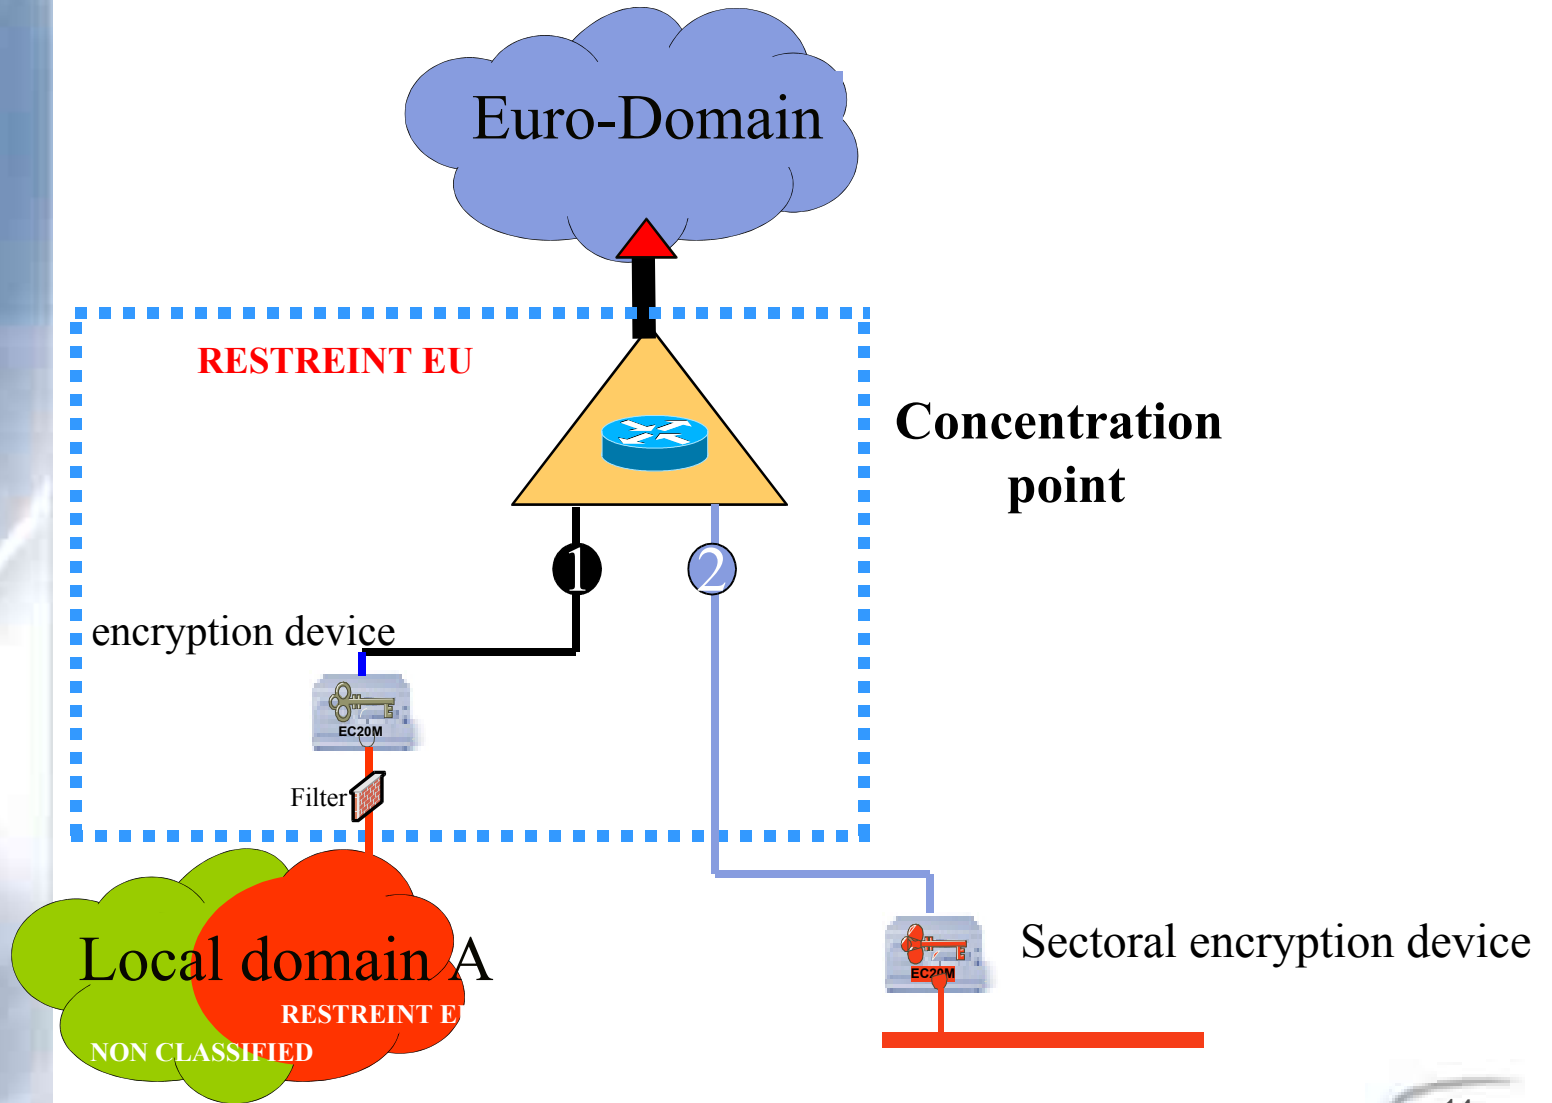 Euro-Domain
RESTREINT EU
Concentration
point
1
2
encryption device
EC20M
Filter
Local domain A
RESTREINT E
NON CLASSIFIED
Sectoral encryption device
EC20M